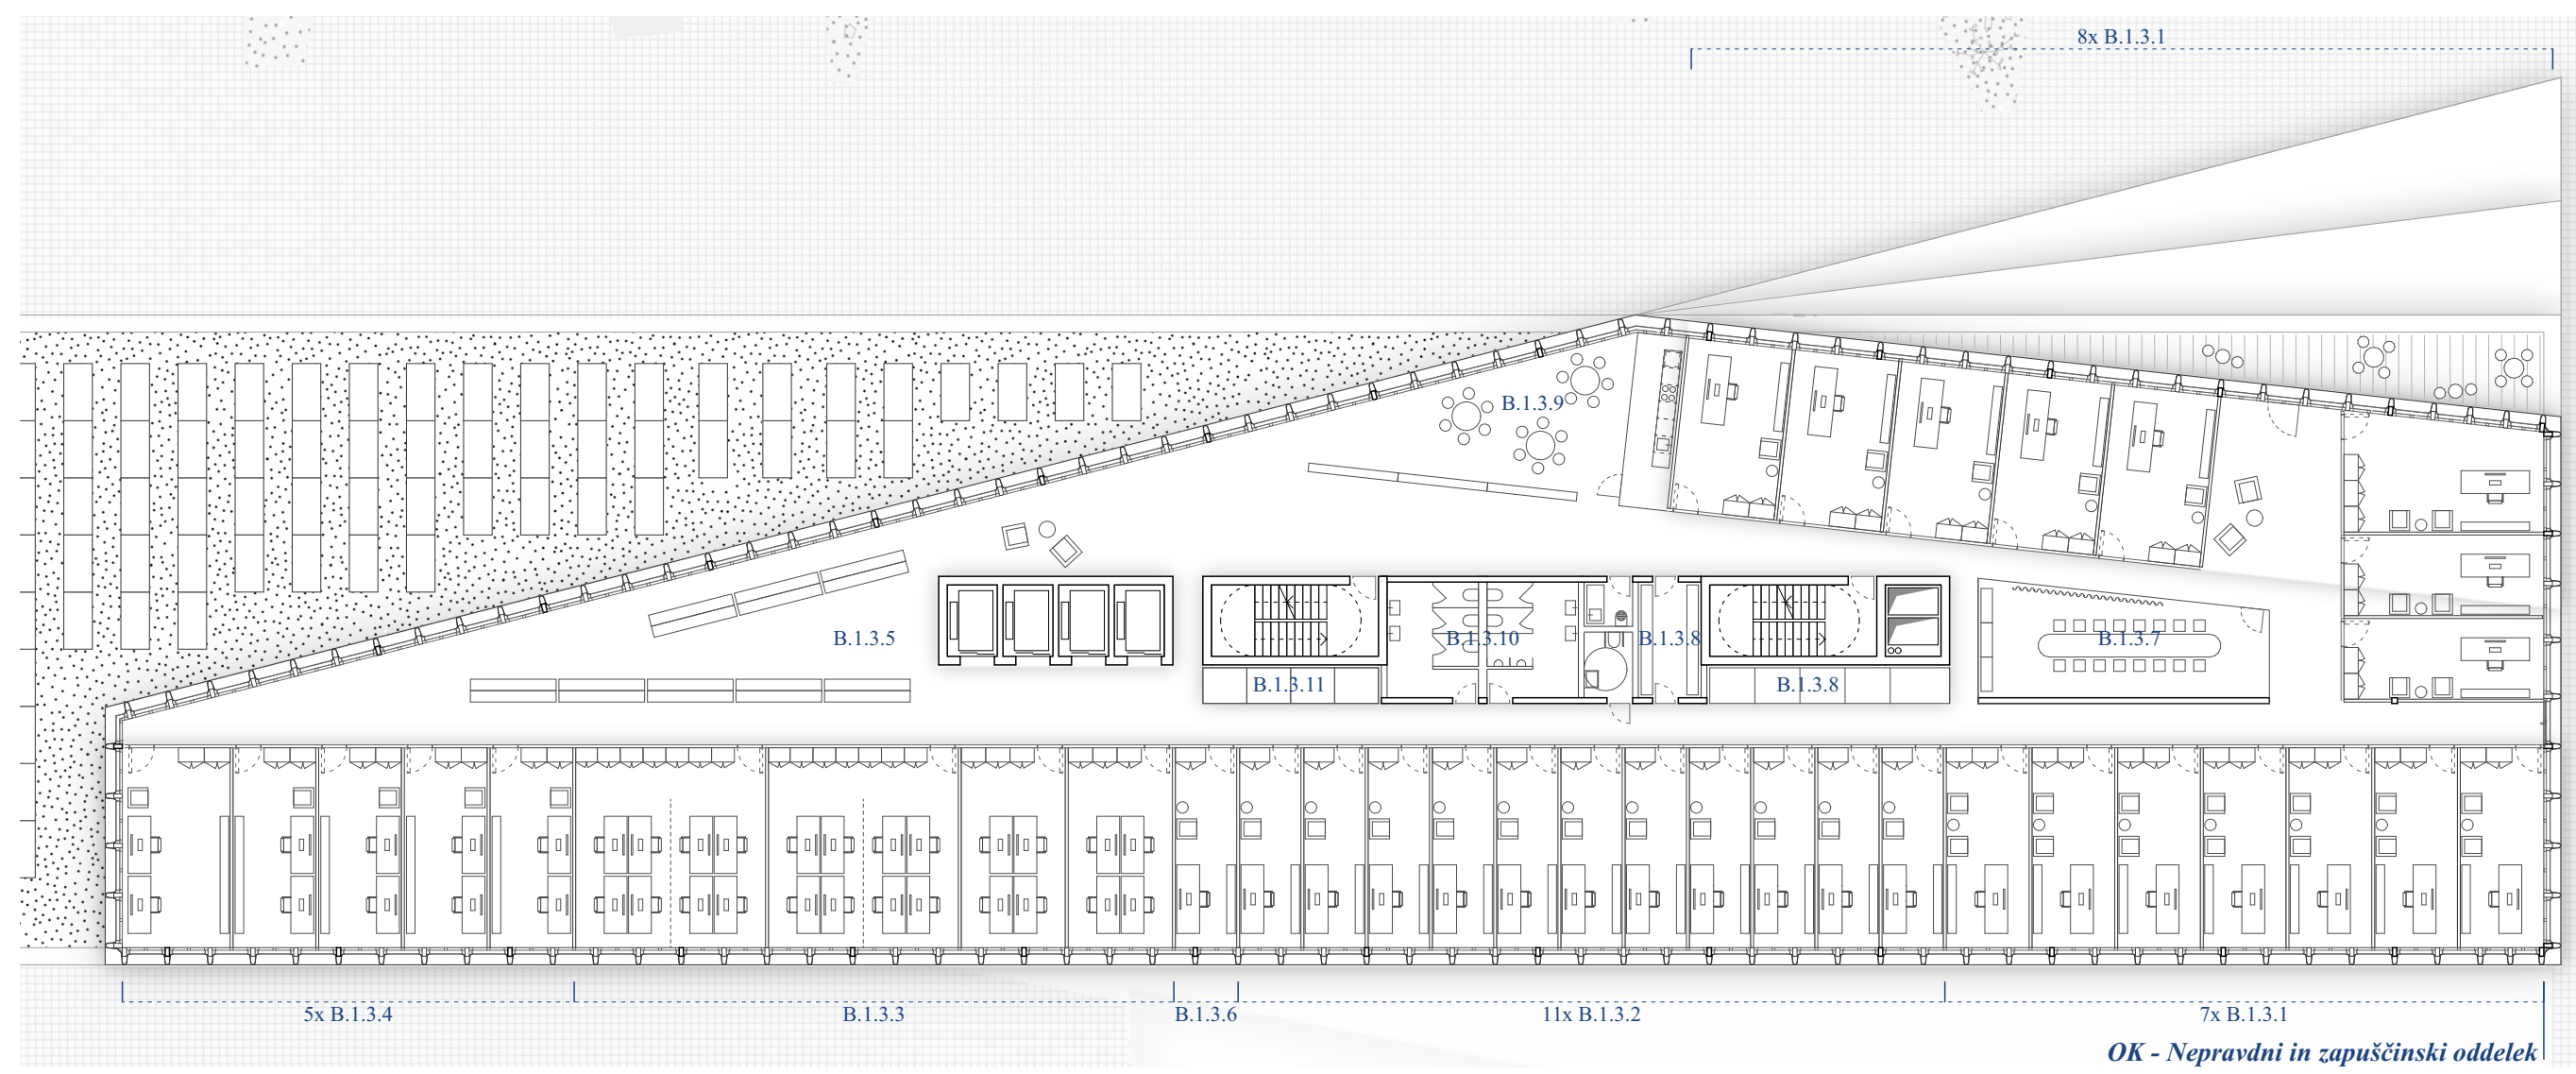 8x B.1.3.1
B.1.3.9
B.1.3.5
B.1.3.10
B.1.3.8
B.1.3.7
B.1.3.11
B.1.3.8
5x B.1.3.4
B.1.3.3
B.1.3.6
11x B.1.3.2
7x B.1.3.1
OK - Nepravdni in zapuščinski oddelek